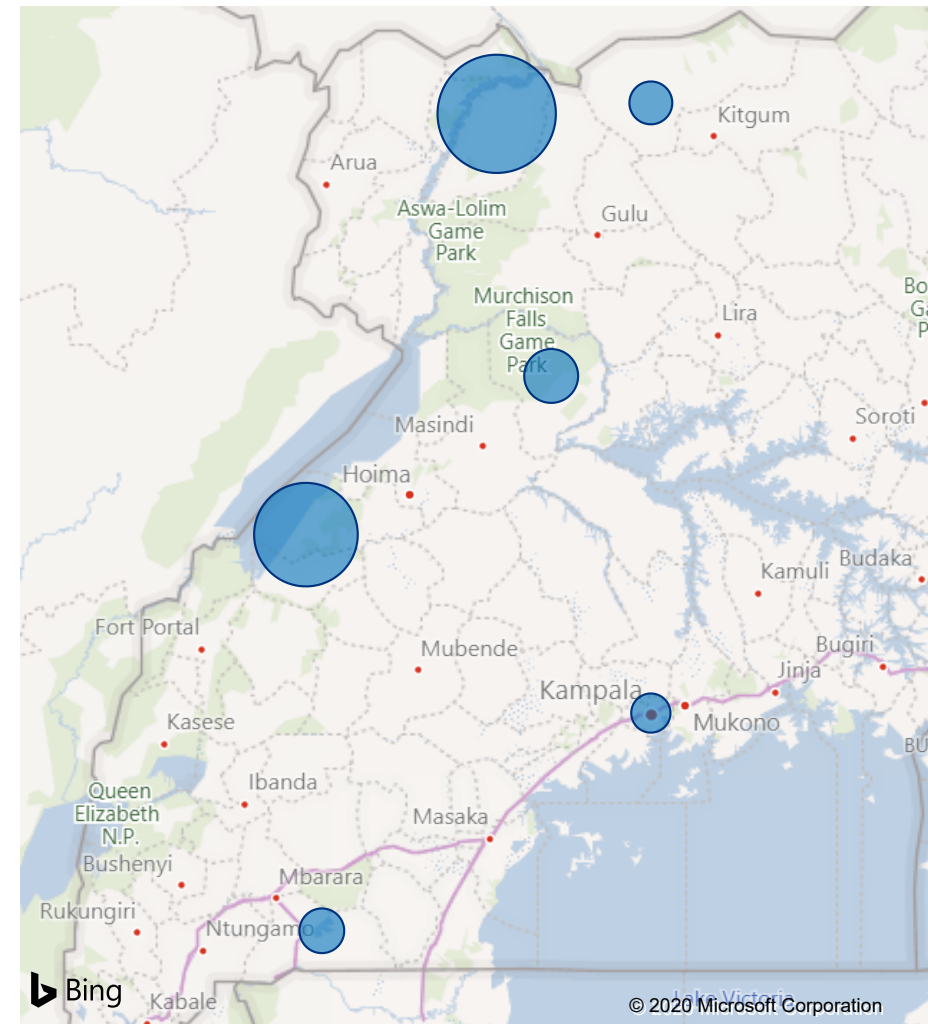 Kitgum
Arua
Aswa-Lolim
Game
Park
Gulu
Bo
Ga
P
Murchison
Falls
Game
Park
Lira
Masindi
Soroti
Hoima
Budaka
Kamuli
Fort Portal
Mubende
Bugiri
Jinja
Kampala
Kasese
Mukono
BU
Ibanda
Queen
Elizabeth
N.P.
Masaka
Bushenyi
Mbarara
Rukungiri
Ntungamo
Bing
Kabale
Lake Victoria
© 2020 Microsoft Corporation